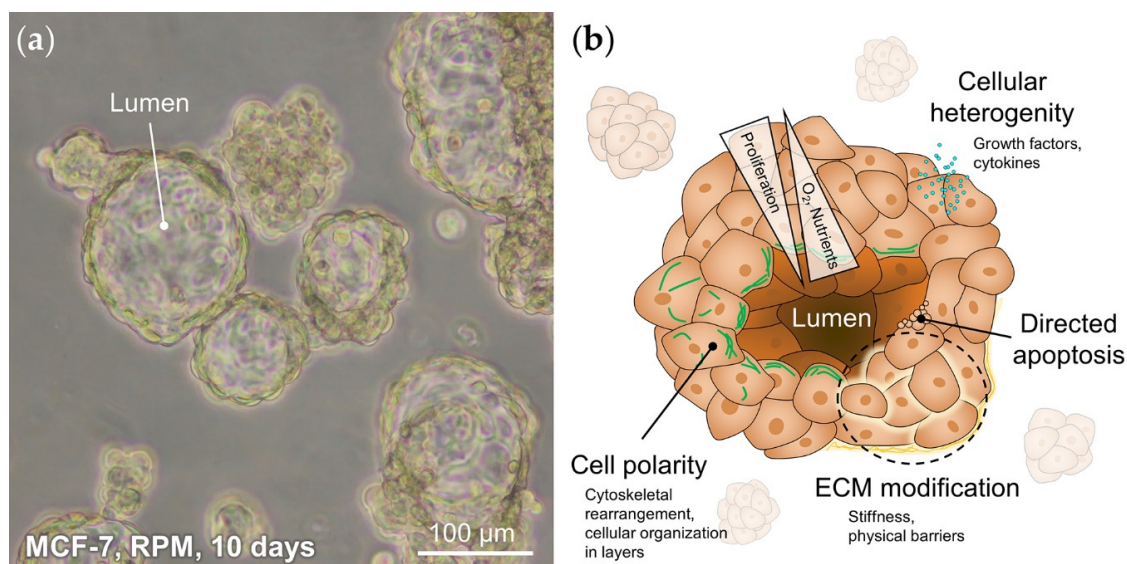 (a)
Lumen
100 µm
MCF-7, RPM, 10 days
(b)
Cellular
heterogenity
Growth factors,
cytokines
Proliferation
O₂, Nutrients
Lumen
Directed
apoptosis
Cell polarity
Cytoskeletal
rearrangement,
cellular organization
in layers
ECM modification
Stiffness,
physical barriers